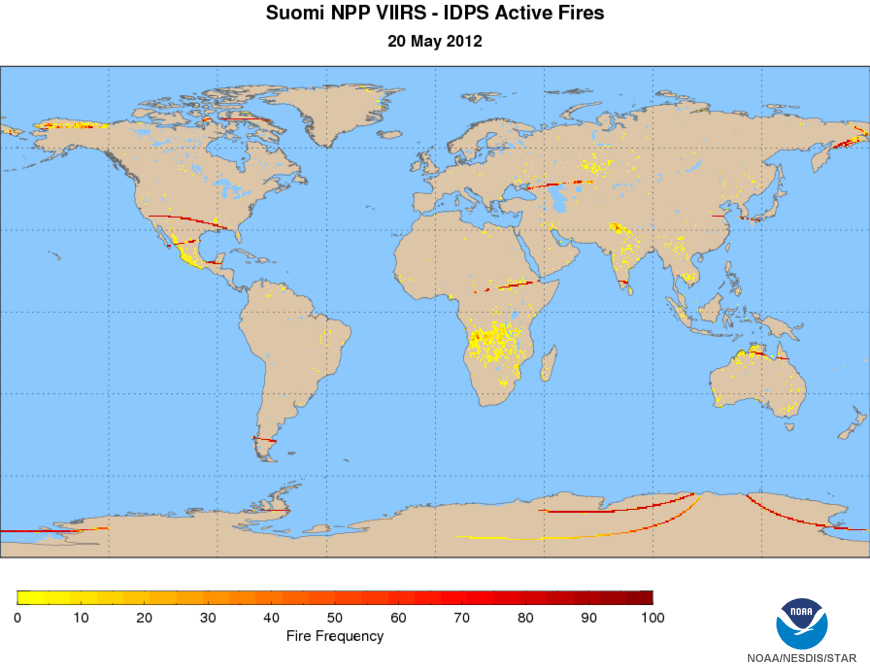 Suomi NPP VIIRS - IDPS Active Fires
20 May 2012
0 10 20 30 40 50 60 70 80 90 100
Fire Frequency
NOAA
NOAA/NESDIS/STAR